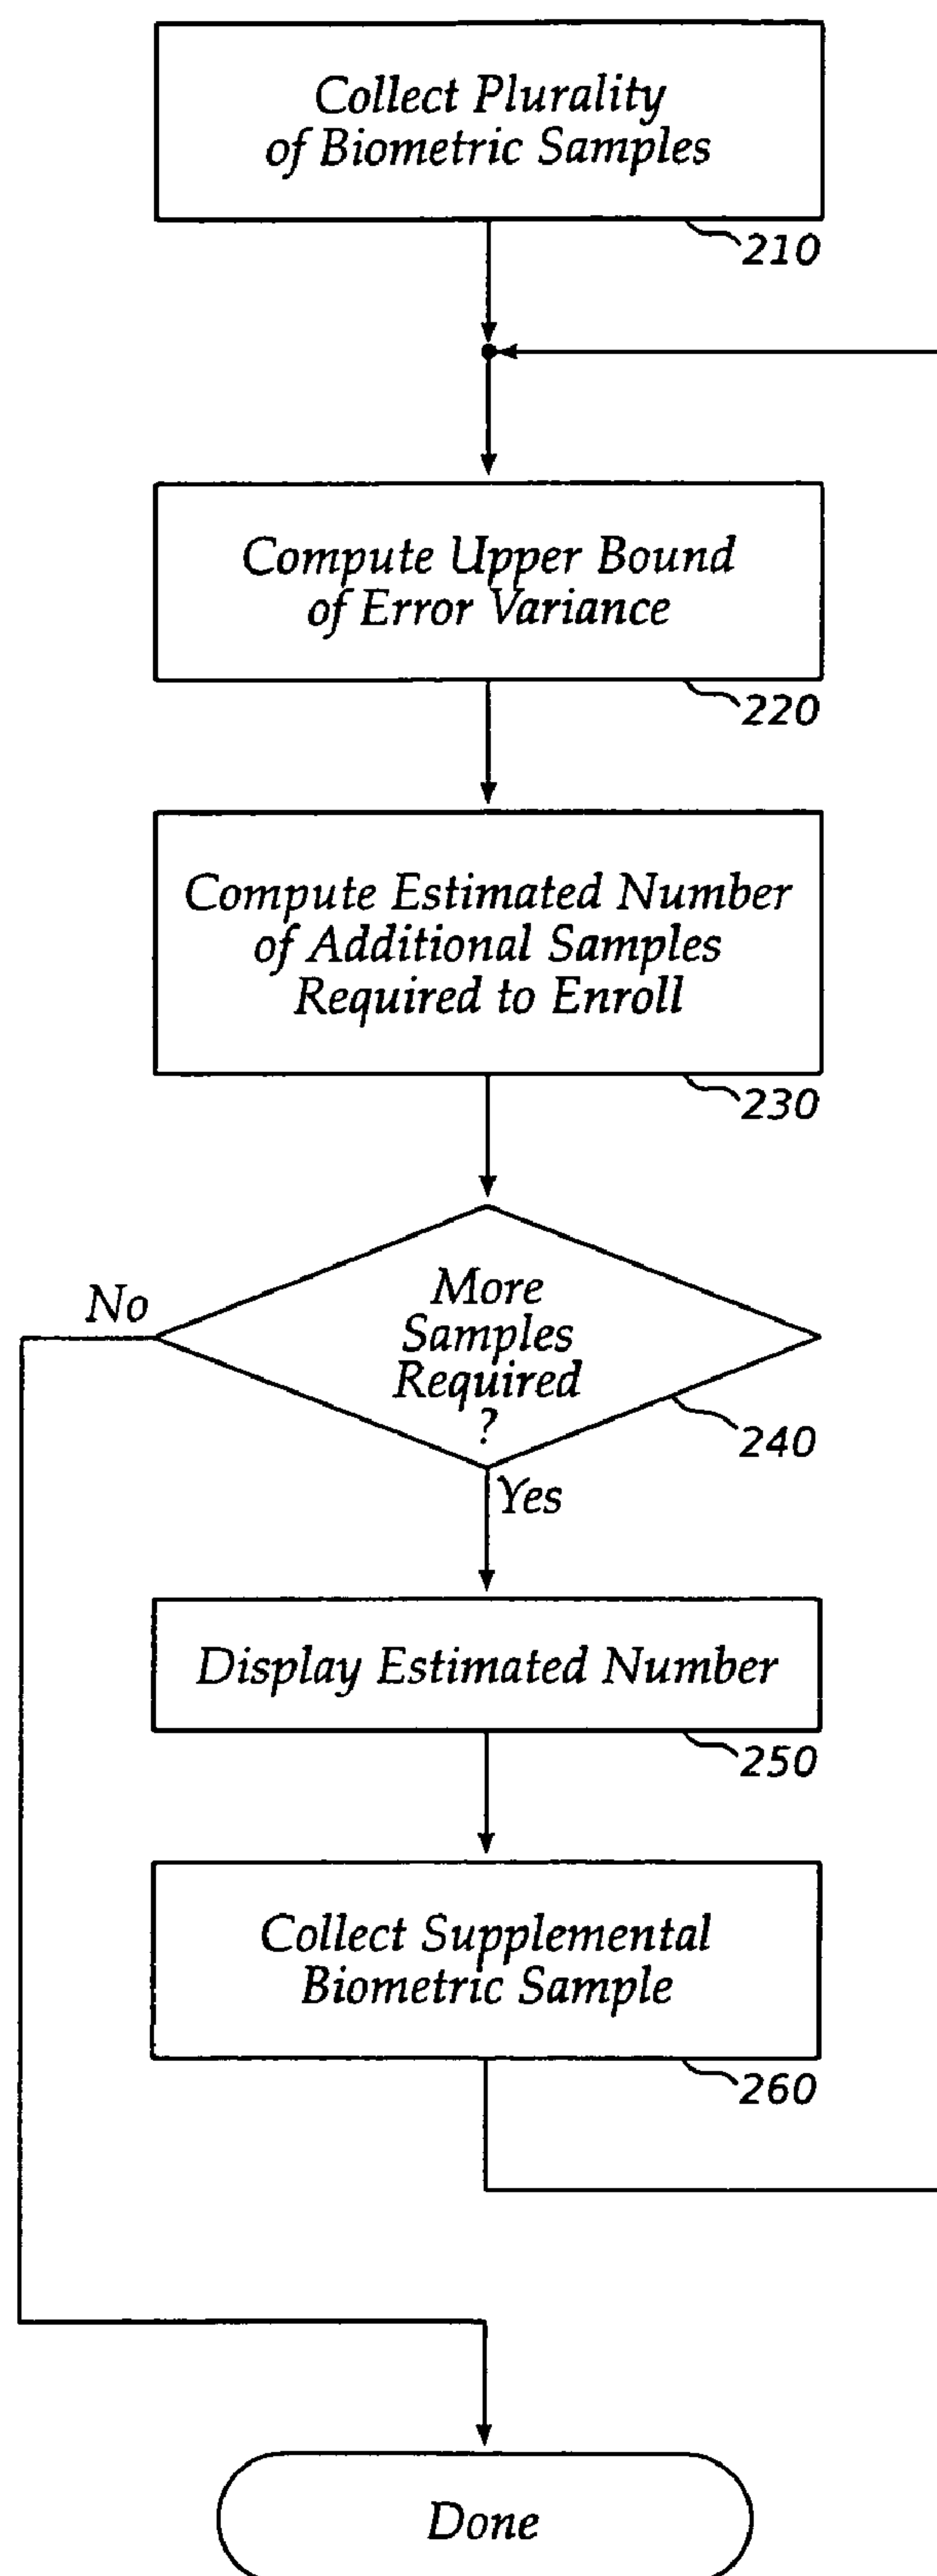 Collect Plurality
of Biometric Samples
210
Compute Upper Bound
of Error Variance
220
Compute Estimated Number
of Additional Samples
Required to Enroll
230
No
More
Samples
Required
?
240
Yes
Display Estimated Number
250
Collect Supplemental
Biometric Sample
260
Done